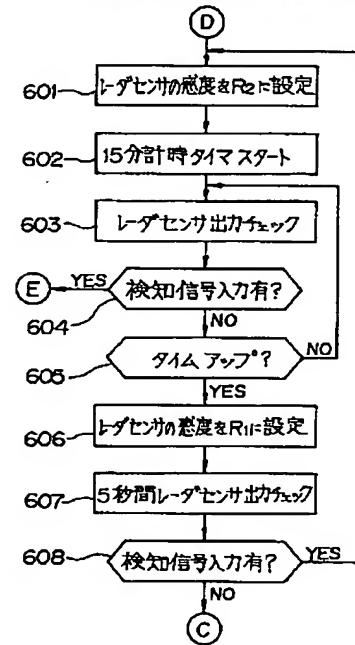 D
601 レーダセンサの感度をR2に設定
602 15分計時タイマスタート
603 レーダセンサ出力チェック
E YES 検知信号入力有?
604
NO
605 タイムアップ? NO
YES
606 レーダセンサの感度をR1に設定
607 5秒間レーダセンサ出力チェック
608 検知信号入力有? YES
NO
C